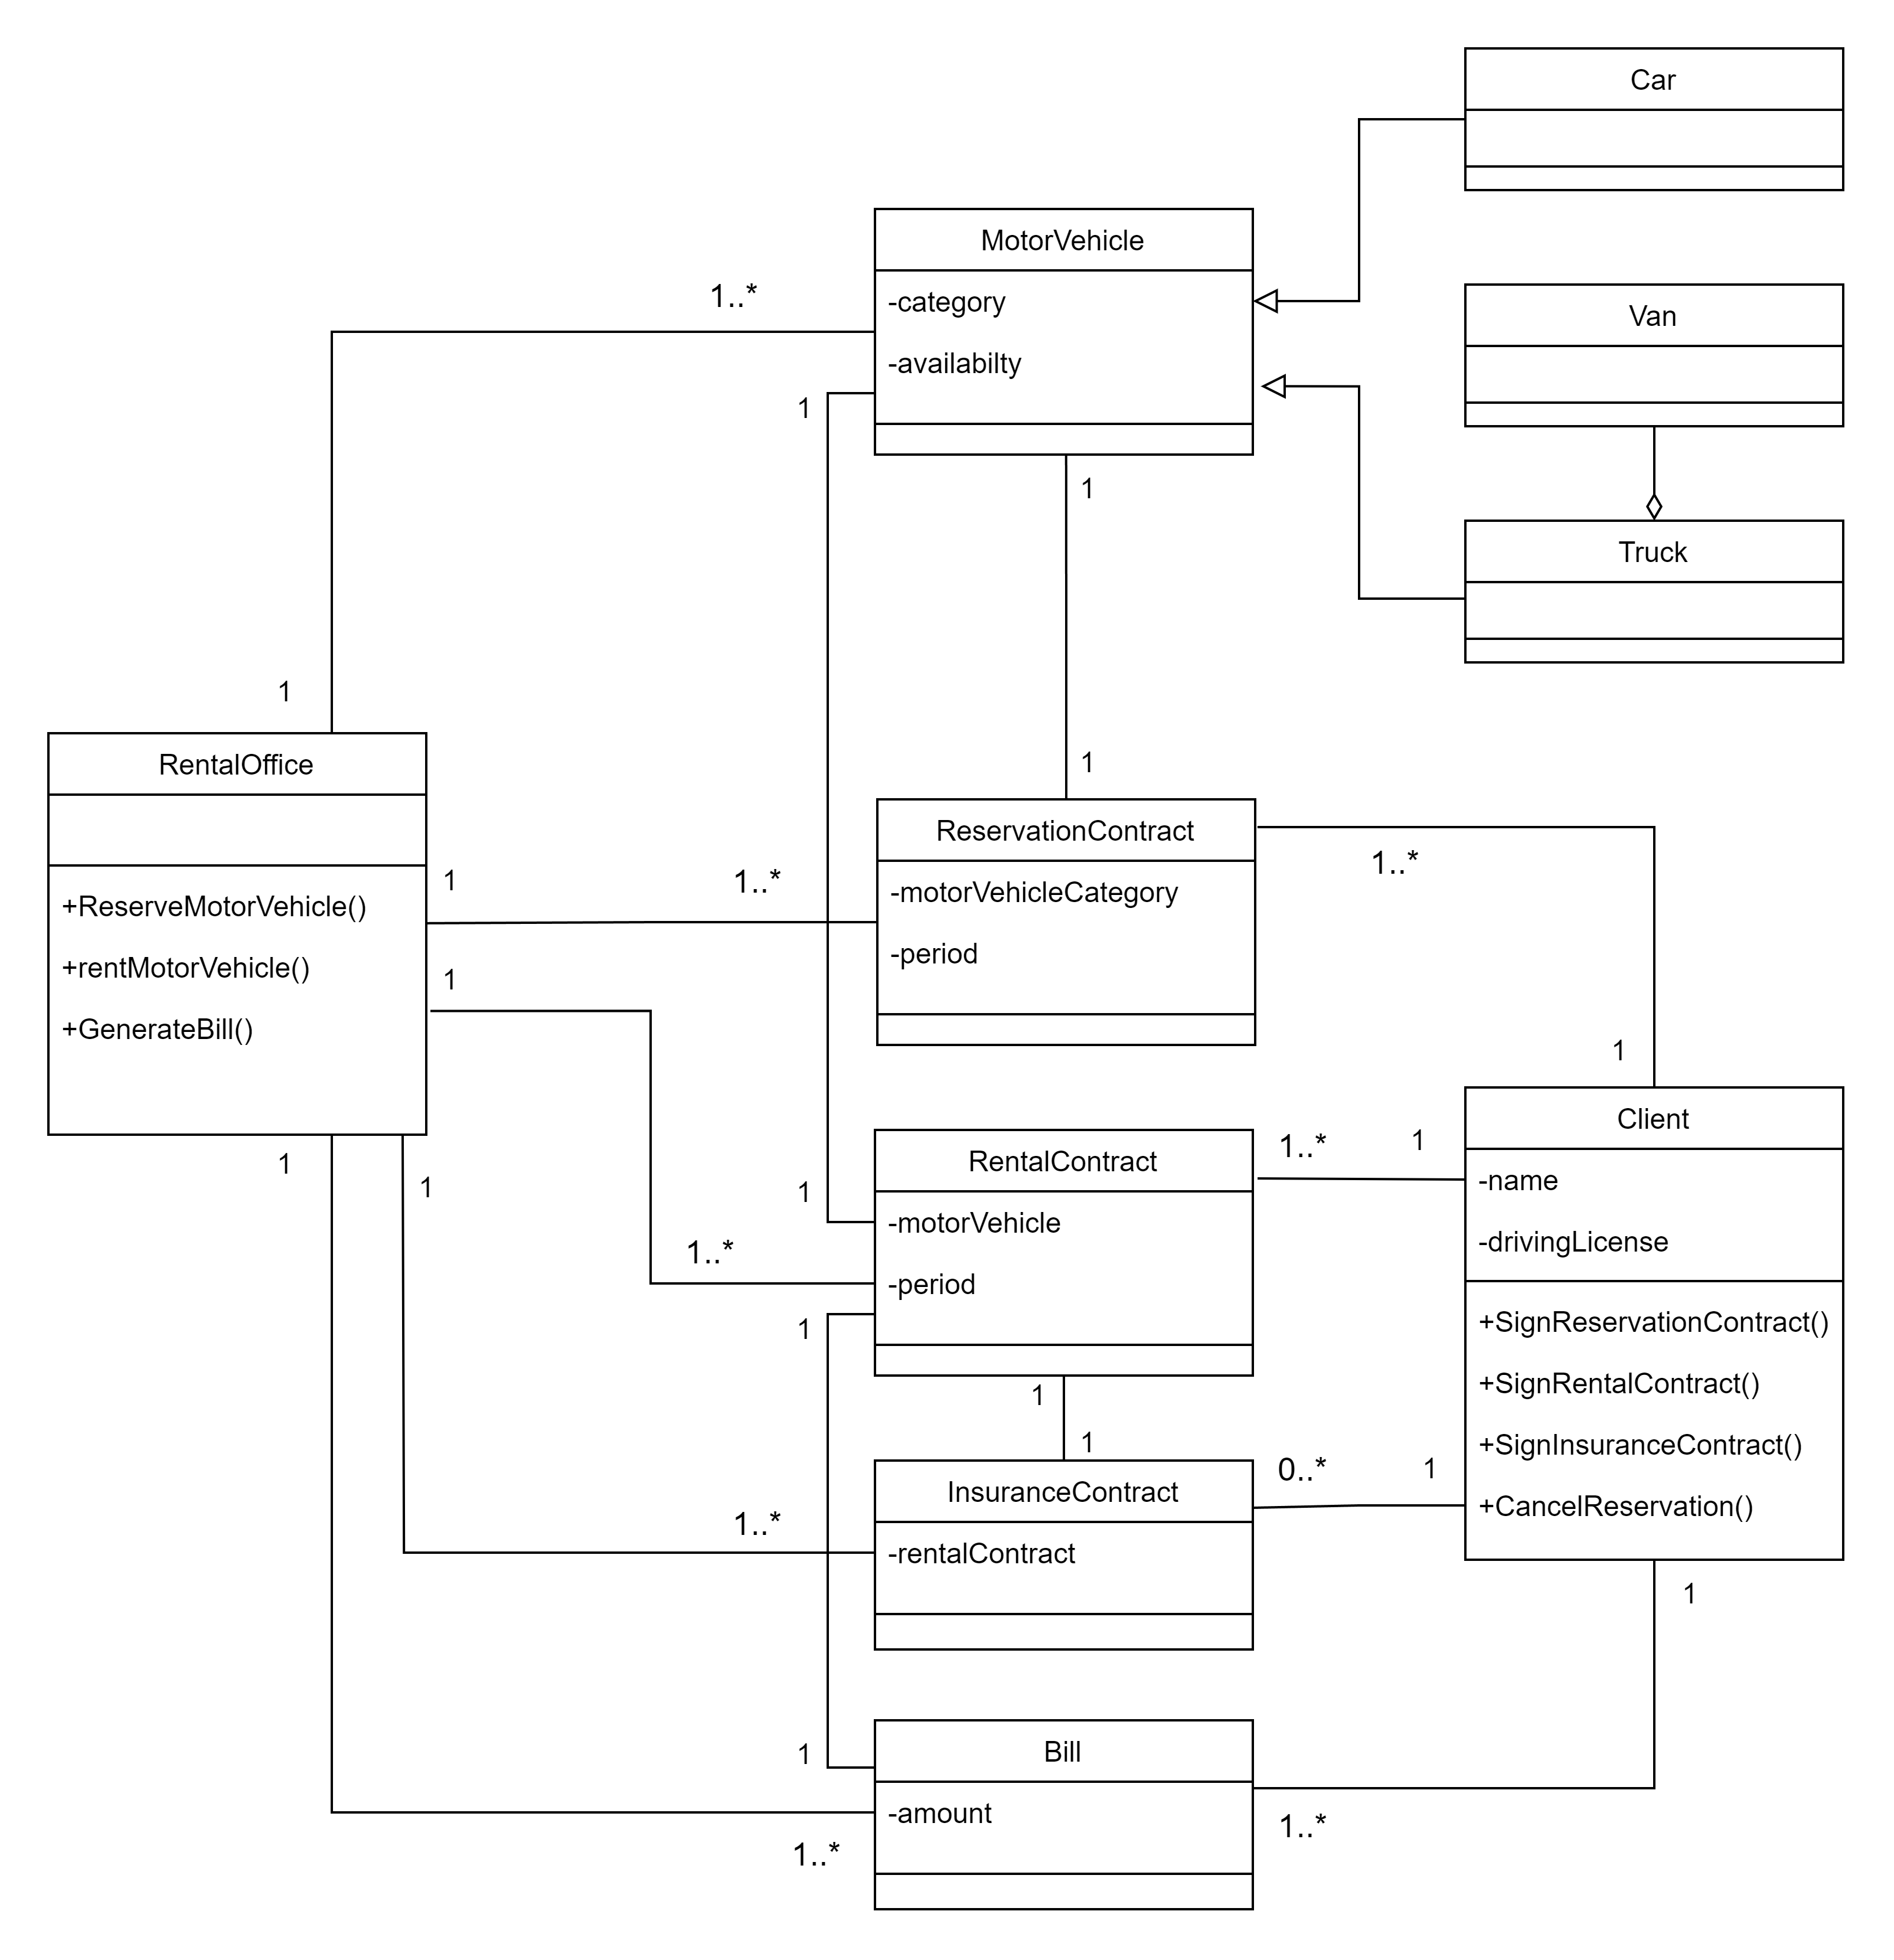 Car
MotorVehicle
-category
-availabilty
1..*
1
1
Van
Truck
1
RentalOffice
+ReserveMotorVehicle()
+rentMotorVehicle()
+GenerateBill()
1
1..*
1
1
ReservationContract
-motorVehicleCategory
-period
1..*
1
Client
-name
-drivingLicense
+SignReservationContract()
+SignRentalContract()
+SignInsuranceContract()
+CancelReservation()
1
1
1
1..*
RentalContract
-motorVehicle
-period
1..*
1
1
1
1
InsuranceContract
-rentalContract
1..*
0..*
1
1
1
Bill
-amount
1..*
1..*